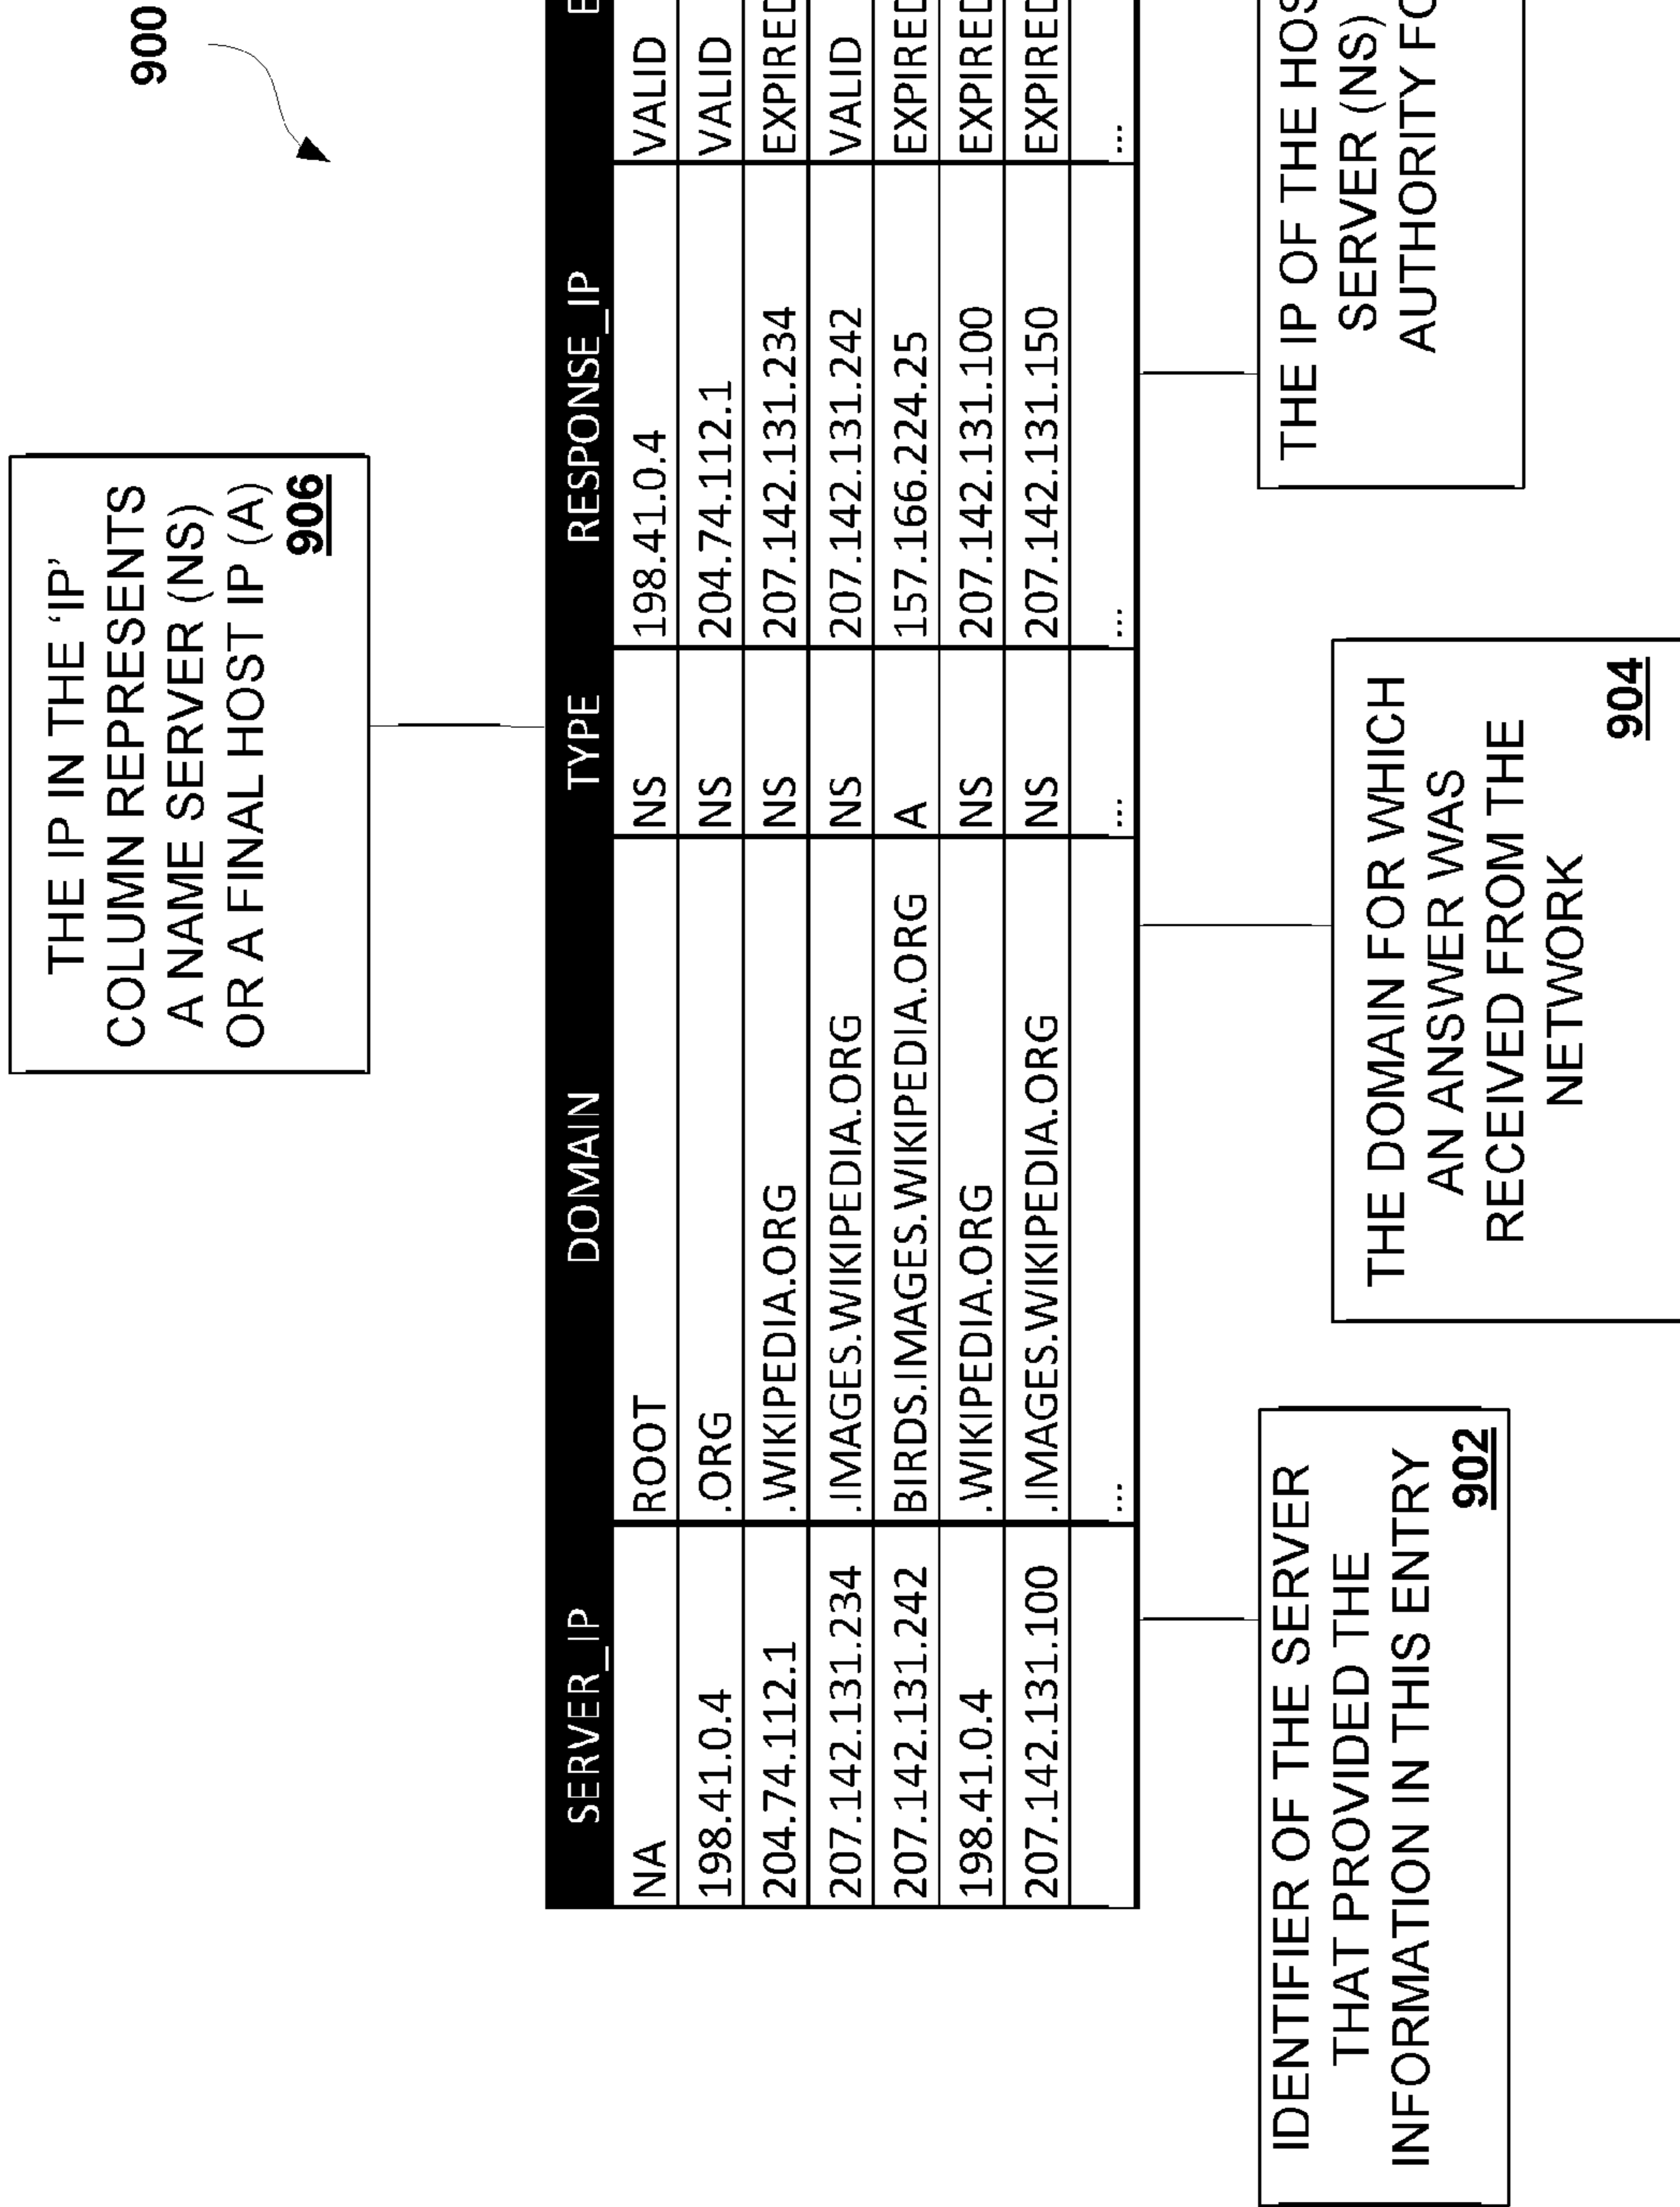 900
THE IP IN THE ‘IP’
COLUMN REPRESENTS
A NAME SERVER (NS)
OR A FINAL HOST IP (A)
906
SERVER_IP DOMAIN TYPE RESPONSE_IP E
NA ROOT NS 198.41.0.4 VALID
198.41.0.4 .ORG NS 204.74.112.1 VALID
204.74.112.1 .WIKIPEDIA.ORG NS 207.142.131.234 EXPIRED
207.142.131.234 .IMAGES.WIKIPEDIA.ORG NS 207.142.131.242 VALID
207.142.131.242 BIRDS.IMAGES.WIKIPEDIA.ORG A 157.166.224.25 EXPIRED
198.41.0.4 .WIKIPEDIA.ORG NS 207.142.131.100 EXPIRED
207.142.131.100 .IMAGES.WIKIPEDIA.ORG NS 207.142.131.150 EXPIRED
... ... ... ...
IDENTIFIER OF THE SERVER
THAT PROVIDED THE
INFORMATION IN THIS ENTRY
902
THE DOMAIN FOR WHICH
AN ANSWER WAS
RECEIVED FROM THE
NETWORK
904
THE IP OF THE HOS
SERVER (NS)
AUTHORITY FO